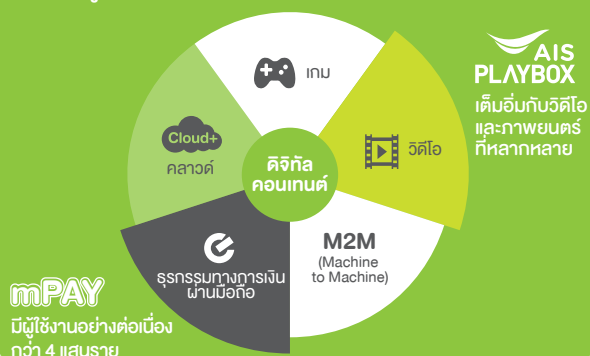 เกม
AIS
PLAYBOX
เต็มอิ่มกับวิดีโอ
และภาพยนตร์
ที่หลากหลาย
วิดีโอ
Cloud+
คลาวด์
ดิจิทัล
คอนเทนต์
M2M
(Machine
to Machine)
ธุรกรรมทางการเงิน
ผ่านมือถือ
mPAY
มีผู้ใช้งานอย่างต่อเนื่อง
กว่า 4 แสนราย